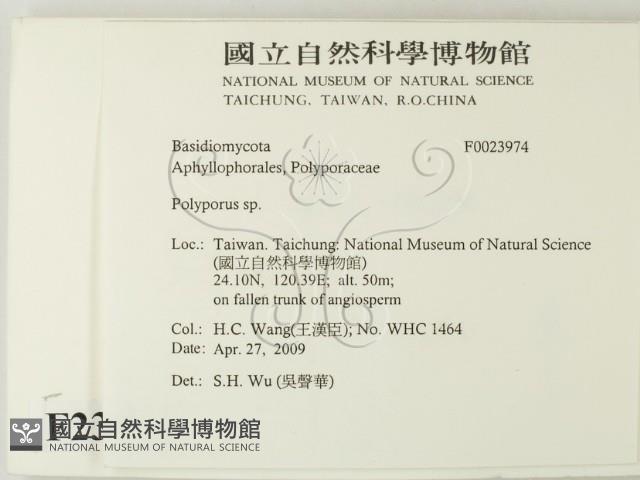 國立自然科學博物館
NATIONAL MUSEUM OF NATURAL SCIENCE
TAICHUNG, TAIWAN, R.O.CHINA
Basidiomycota F0023974
Aphyllophorales, Polyporaceae
Polyporus sp.
Loc.: Taiwan. Taichung: National Museum of Natural Science
(國立自然科學博物館)
24.10N, 120.39E; alt. 50m;
on fallen trunk of angiosperm
Col.: H.C. Wang(王漢臣); No. WHC 1464
Date: Apr. 27, 2009
Det.: S.H. Wu (吳聲華)
F23
國立自然科學博物館
NATIONAL MUSEUM OF NATURAL SCIENCE